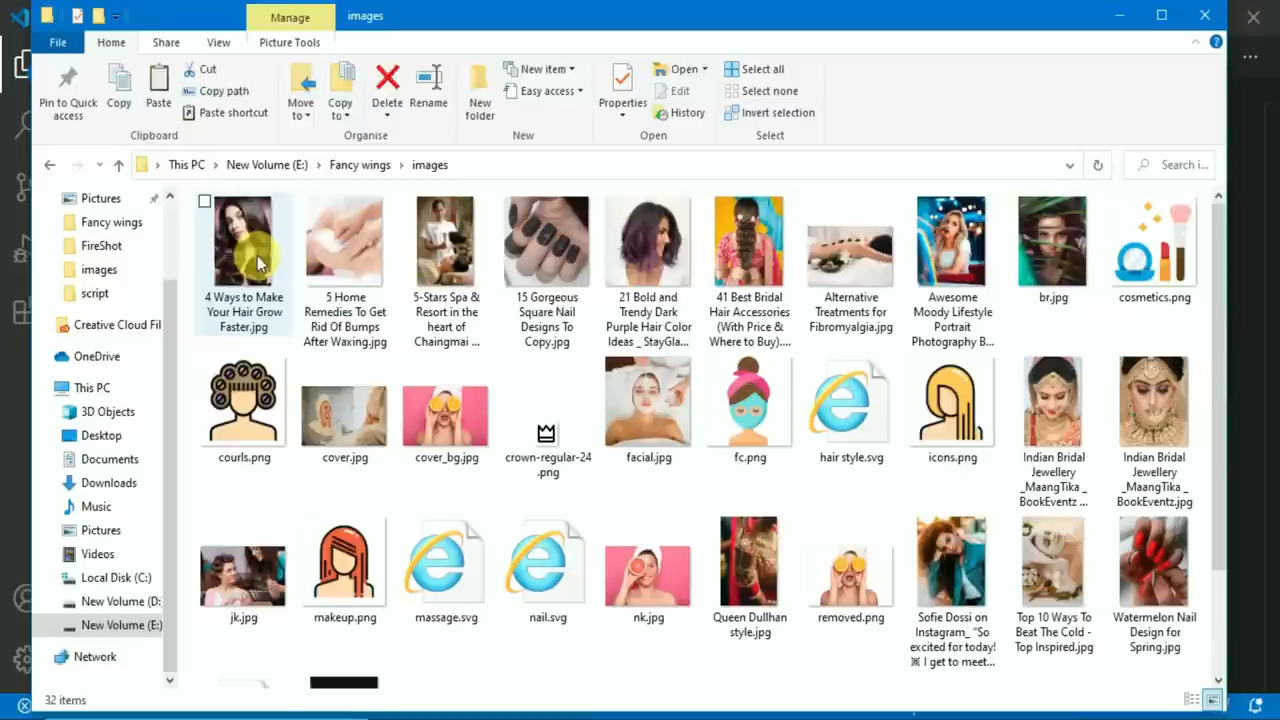 Manage
images
File
Home
Share
View
Picture Tools
Pin to Quick access
Copy
Paste
Cut
Copy path
Paste shortcut
Clipboard
Move to
Copy to
Delete
Rename
Organise
New folder
New item
Easy access
New
Properties
Open
Edit
History
Open
Select all
Select none
Invert selection
Select
This PC > New Volume (E:) > Fancy wings > images
Search i...
Pictures
Fancy wings
FireShot
images
script
Creative Cloud Fil
OneDrive
This PC
3D Objects
Desktop
Documents
Downloads
Music
Pictures
Videos
Local Disk (C:)
New Volume (D:
New Volume (E:)
Network
4 Ways to Make
Your Hair Grow
Faster.jpg
5 Home
Remedies To Get
Rid Of Bumps
After Waxing.jpg
5-Stars Spa &
Resort in the
heart of
Chaingmai ...
15 Gorgeous
Square Nail
Designs To
Copy.jpg
21 Bold and
Trendy Dark
Purple Hair Color
Ideas _ StayGla...
41 Best Bridal
Hair Accessories
(With Price &
Where to Buy)....
Alternative
Treatments for
Fibromyalgia.jpg
Awesome
Moody Lifestyle
Portrait
Photography B...
br.jpg
cosmetics.png
courls.png
cover.jpg
cover_bg.jpg
crown-regular-24
.png
facial.jpg
fc.png
hair style.svg
icons.png
Indian Bridal
Jewellery
_MaangTika _
BookEventz ...
Indian Bridal
Jewellery
_MaangTika _
BookEventz.jpg
jk.jpg
makeup.png
massage.svg
nail.svg
nk.jpg
Queen Dullhan
style.jpg
removed.png
Sofie Dossi on
Instagram_ “So
excited for today!
※ I get to meet...
Top 10 Ways To
Beat The Cold -
Top Inspired.jpg
Watermelon Nail
Design for
Spring.jpg
32 items